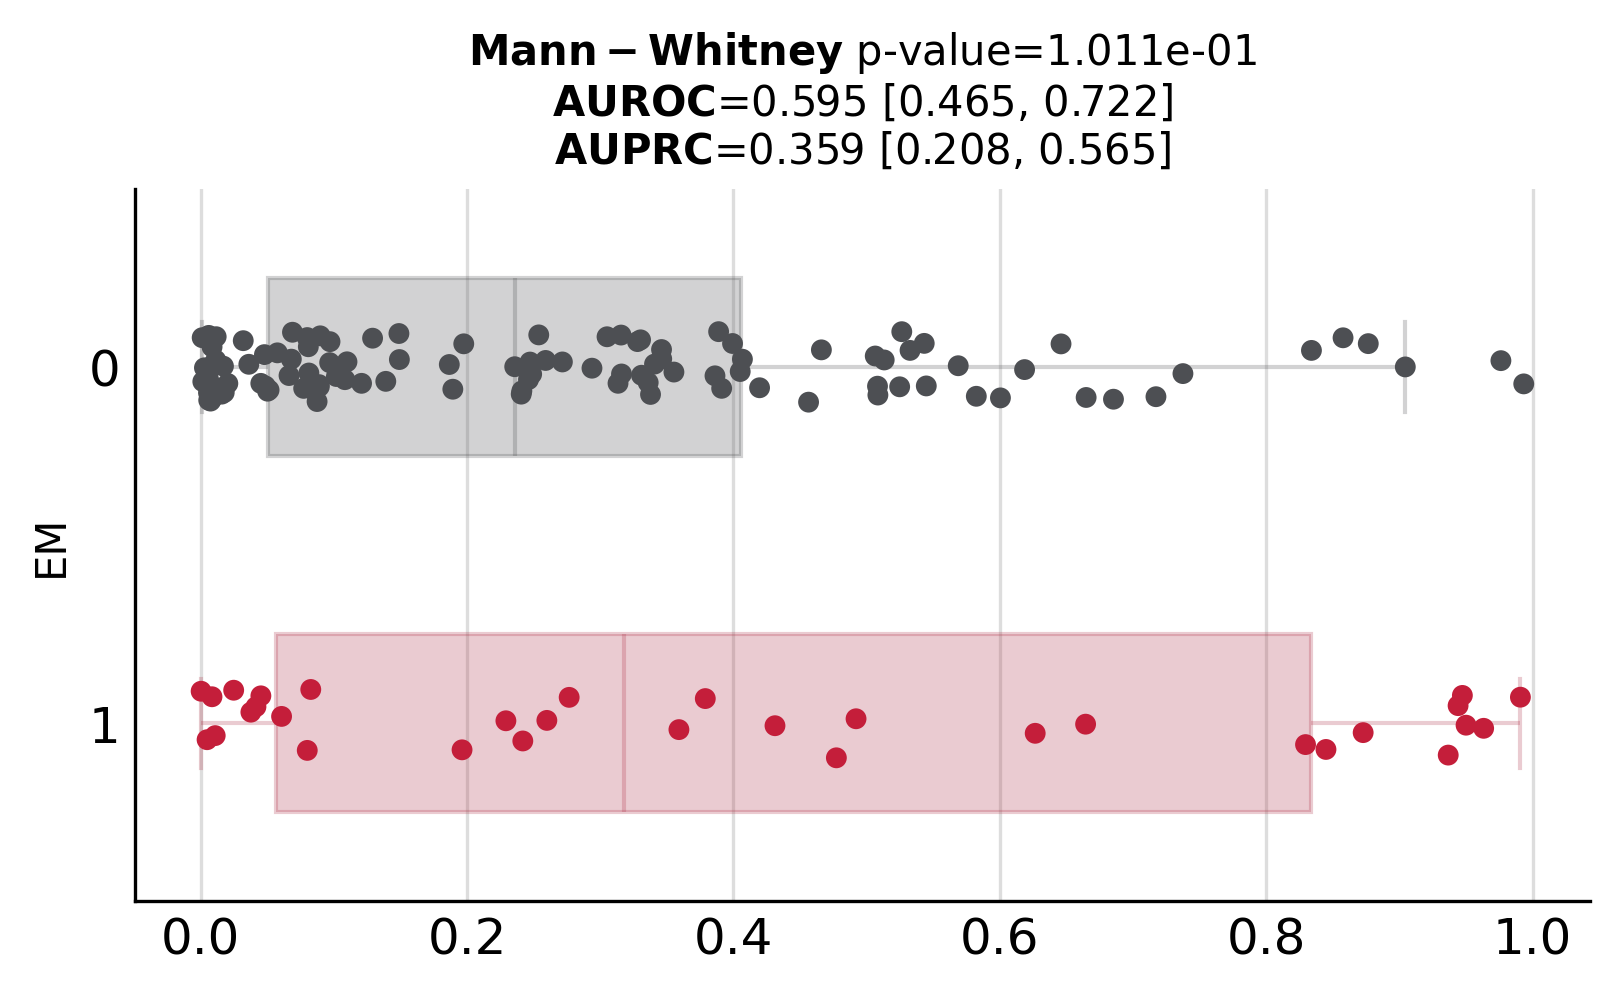 Mann − Whitney p-value=1.011e-01
AUROC=0.595 [0.465, 0.722]
AUPRC=0.359 [0.208, 0.565]
0
EM
1
0.0 0.2 0.4 0.6 0.8 1.0